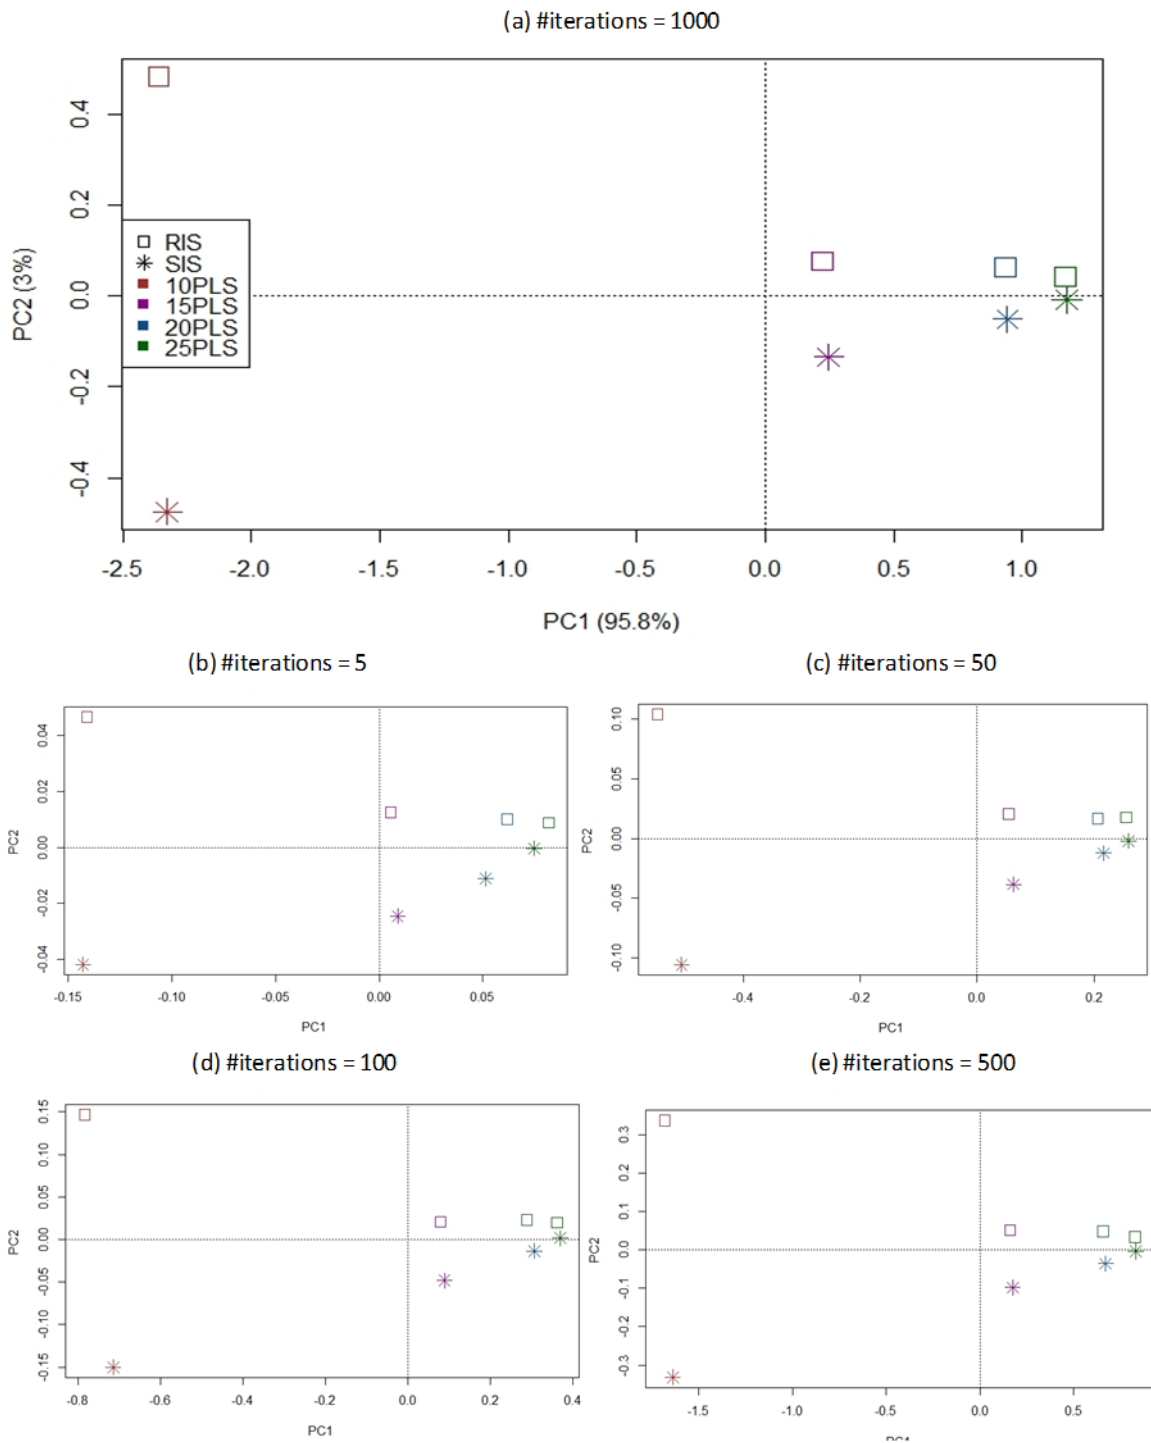 (a) #iterations = 1000
0.4
0.2
0.0
-0.2
-0.4
PC2 (3%)
RIS
SIS
10PLS
15PLS
20PLS
25PLS
-2.5 -2.0 -1.5 -1.0 -0.5 0.0 0.5 1.0
PC1 (95.8%)
(b) #iterations = 5
0.04
0.02
0.00
-0.02
-0.04
PC2
-0.15 -0.10 -0.05 0.00 0.05
PC1
(c) #iterations = 50
0.10
0.05
0.00
-0.05
-0.10
PC2
-0.4 -0.2 0.0 0.2
PC1
(d) #iterations = 100
0.15
0.10
0.05
0.00
-0.05
-0.10
-0.15
PC2
-0.8 -0.6 -0.4 -0.2 0.0 0.2 0.4
PC1
(e) #iterations = 500
0.3
0.2
0.1
0.0
-0.1
-0.2
-0.3
PC2
-1.5 -1.0 -0.5 0.0 0.5